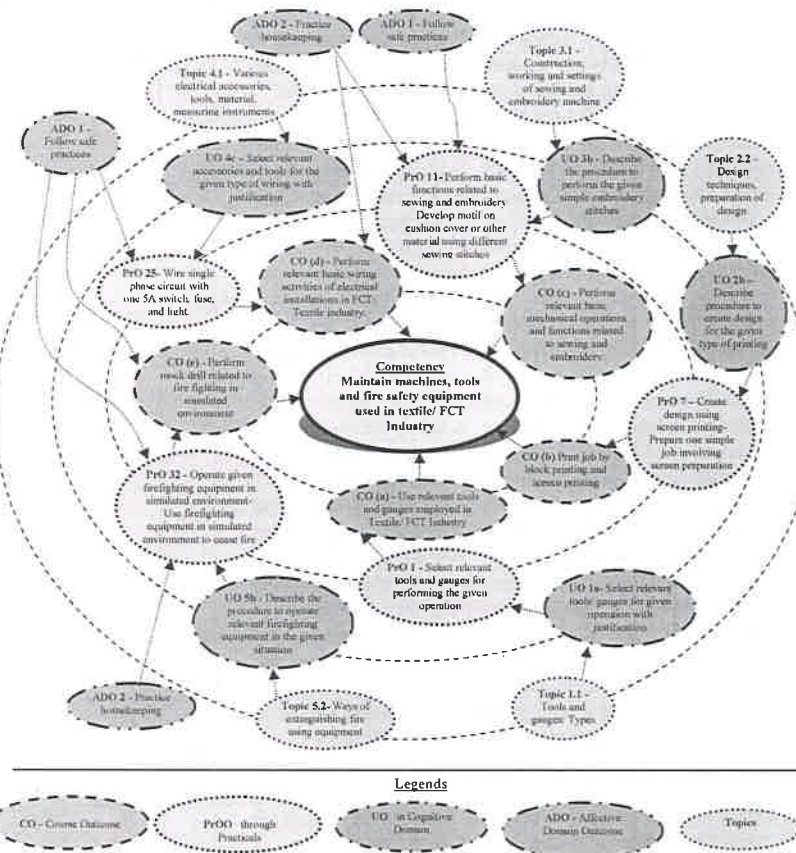 ADO 2 - Practice
housekeeping
ADO 1 - Follow
safe practices
Topic 3.1 -
Construction,
working and settings
of sewing and
embroidery machine
Topic 4.1 - Various
electrical accessories,
tools, material,
measuring instruments
ADO 1 -
Follow safe
practices
UO 4c - Select relevant
accessories and tools for the
given type of wiring with
justification
PrO 11- Perform basic
functions related to
sewing and embroidery
Develop motif on
cushion cover or other
material using different
sewing stitches
UO 3b - Describe
the procedure to
perform the given
simple embroidery
stitches
Topic 2.2 -
Design
techniques,
preparation of
design
PrO 25- Wire single
phase circuit with
one 5A switch, fuse,
and light.
CO (d) - Perform
relevant basic wiring
activities of electrical
installations in FCT/
Textile industry.
CO (c) - Perform
relevant basic
mechanical operations
and functions related
to sewing and
embroidery.
UO 2b -
Describe
procedure to
create design
for the given
type of printing
CO (e) - Perform
mock drill related to
fire fighting in
simulated
environment
Competency
Maintain machines, tools
and fire safety equipment
used in textile/ FCT
Industry
PrO 7 - Create
design using
screen printing-
Prepare one simple
job involving
screen preparation
CO (b) Print job by
block printing and
screen printing
PrO 32 - Operate given
firefighting equipment in
simulated environment-
Use firefighting
equipment in simulated
environment to cease fire
CO (a) - Use relevant tools
and gauges employed in
Textile/ FCT Industry
PrO 1 - Select relevant
tools and gauges for
performing the given
operation
UO 5b - Describe the
procedure to operate
relevant firefighting
equipment in the given
situation
UO 1a- Select relevant
tools/ gauges for given
operation with
justification
ADO 2 - Practice
housekeeping
Topic 5.2- Ways of
extinguishing fire
using equipment
Topic 1.1 -
Tools and
gauges: Types
Legends
CO - Course Outcome
PrOO - through
Practicals
UO - in Cognitive
Domain
ADO - Affective
Domain Outcome
Topics